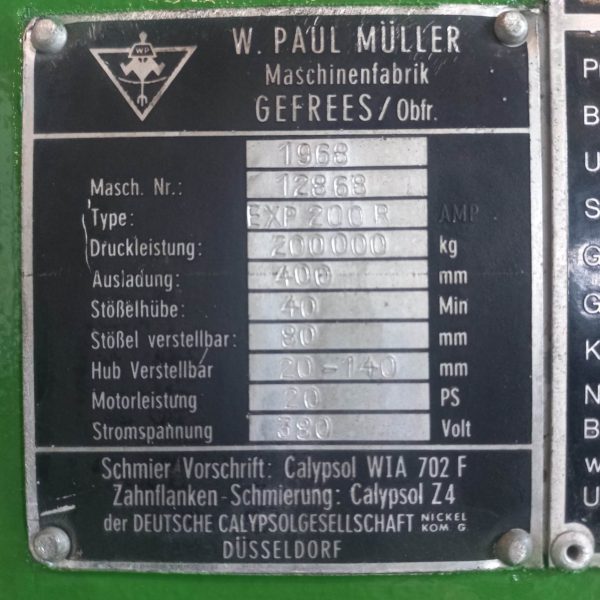 WP
W. PAUL MÜLLER
Maschinenfabrik
GEFREES/Obfr.
1968
Masch. Nr.: 12868
Type: EXP 200 R AMP
Druckleistung: 200000 kg
Ausladung: 400 mm
Stößelhübe: 40 Min
Stößel verstellbar: 80 mm
Hub Verstellbar 20-140 mm
Motorleistung 20 PS
Stromspannung 380 Volt
Schmier-Vorschrift: Calypsol WIA 702 F
Zahnflanken-Schmierung: Calypsol Z4
der DEUTSCHE CALYPSOLGESELLSCHAFT NICKEL KOM G.
DÜSSELDORF